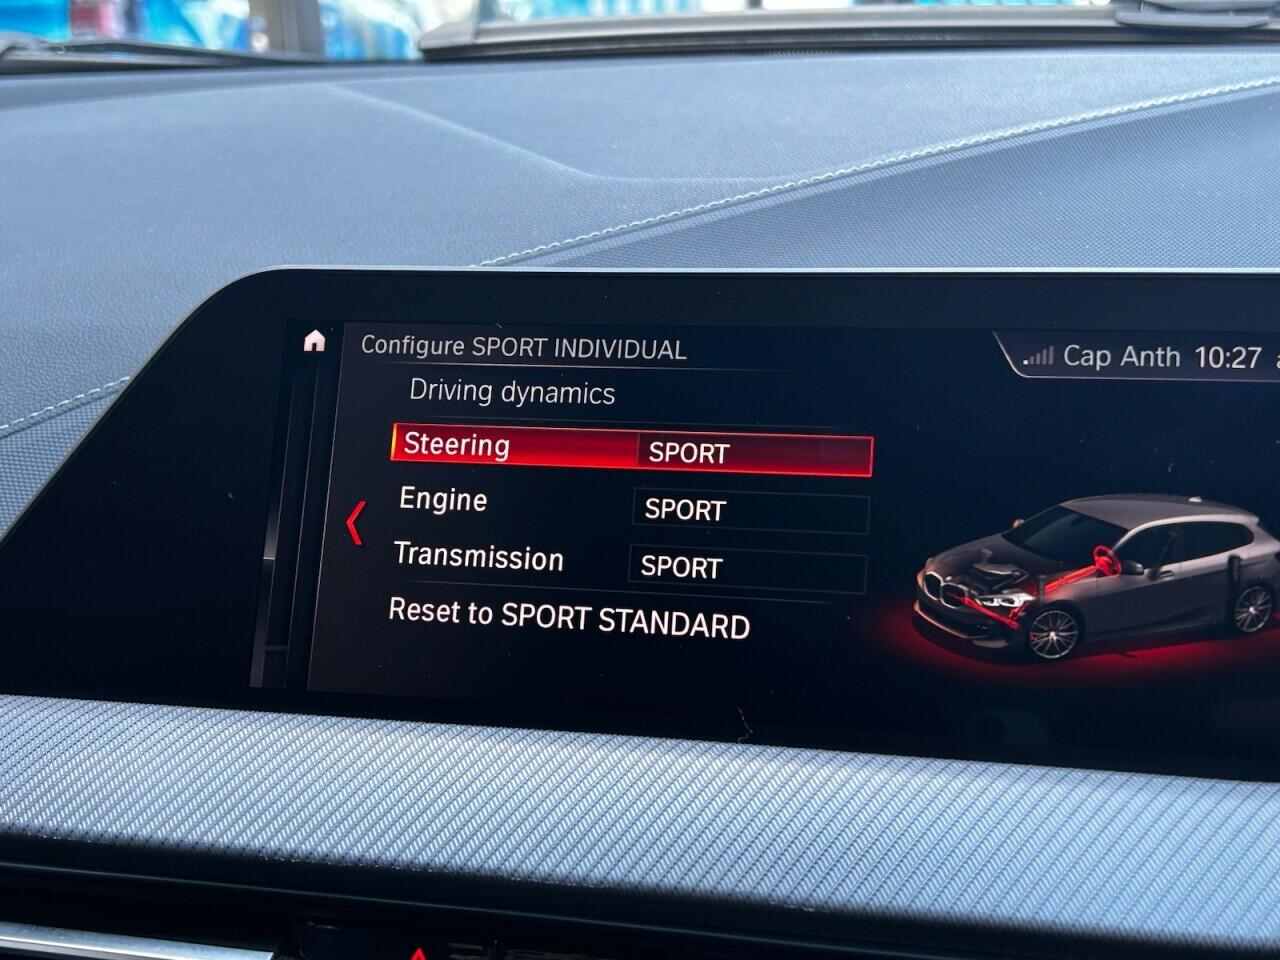 Configure SPORT INDIVIDUAL
Cap Anth 10:27
Driving dynamics
Steering SPORT
Engine SPORT
Transmission SPORT
Reset to SPORT STANDARD